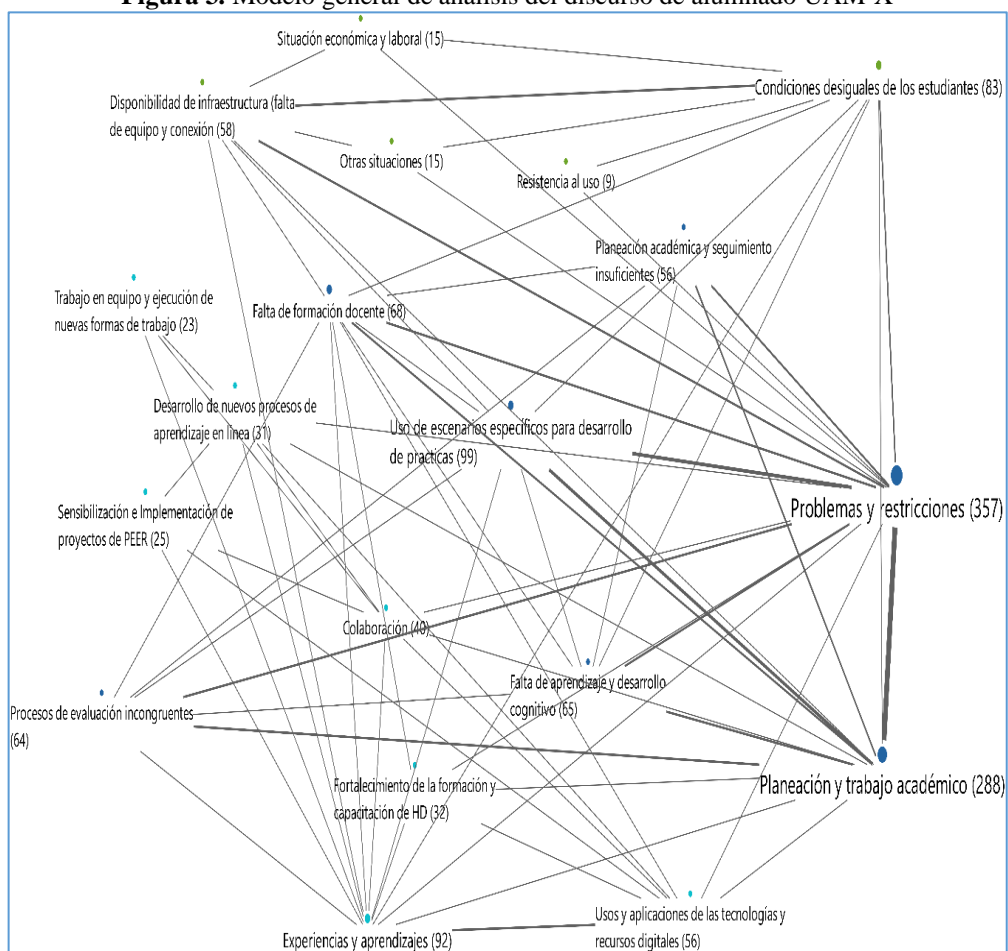 Figura 3. Modelo general de análisis del discurso de alumnado UAM-X
Situación económica y laboral (15)
Condiciones desiguales de los estudiantes (83)
Disponibilidad de infraestructura (falta
de equipo y conexión (58)
Otras situaciones (15)
Resistencia al uso (9)
Planeación académica y seguimiento
insuficientes (56)
Trabajo en equipo y ejecución de
nuevas formas de trabajo (23)
Falta de formación docente (68)
Desarrollo de nuevos procesos de
aprendizaje en línea (31)
Uso de escenarios específicos para desarrollo
de practicas (99)
Sensibilización e Implementación de
proyectos de PEER (25)
Problemas y restricciones (357)
Colaboración (40)
Falta de aprendizaje y desarrollo
cognitivo (65)
Procesos de evaluación incongruentes
(64)
Fortalecimiento de la formación y
capacitación de HD (32)
Planeación y trabajo académico (288)
Experiencias y aprendizajes (92)
Usos y aplicaciones de las tecnologías y
recursos digitales (56)